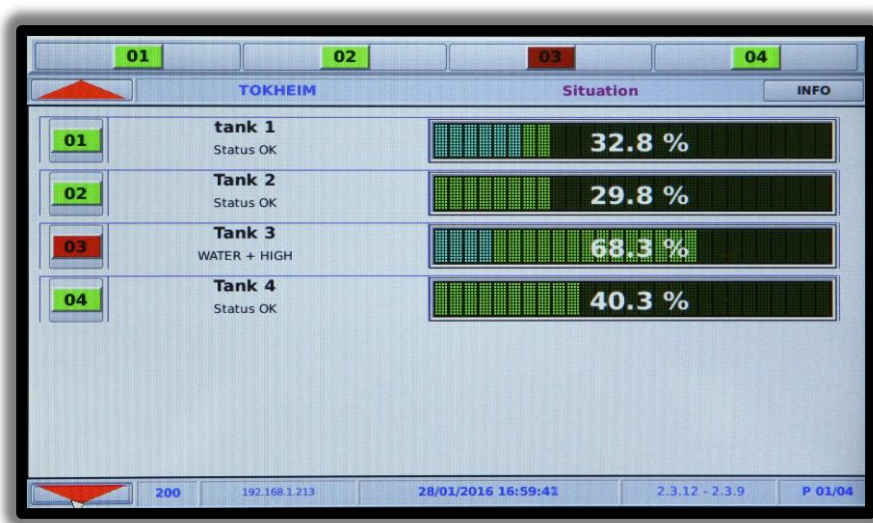 01 02 03 04
TOKHEIM Situation INFO
01 tank 1 32.8 %
Status OK
02 Tank 2 29.8 %
Status OK
03 Tank 3 68.3 %
WATER + HIGH
04 Tank 4 40.3 %
Status OK
200 192.168.1.213 28/01/2016 16:59:41 2.3.12 - 2.3.9 P 01/04